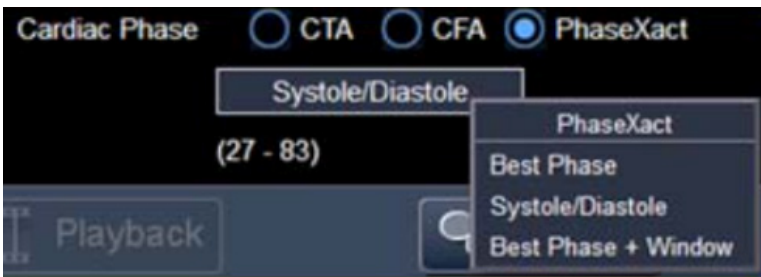 Cardiac Phase CTA CFA PhaseXact
Systole/Diastole
(27 - 83)
PhaseXact
Best Phase
Systole/Diastole
Best Phase + Window
Playback